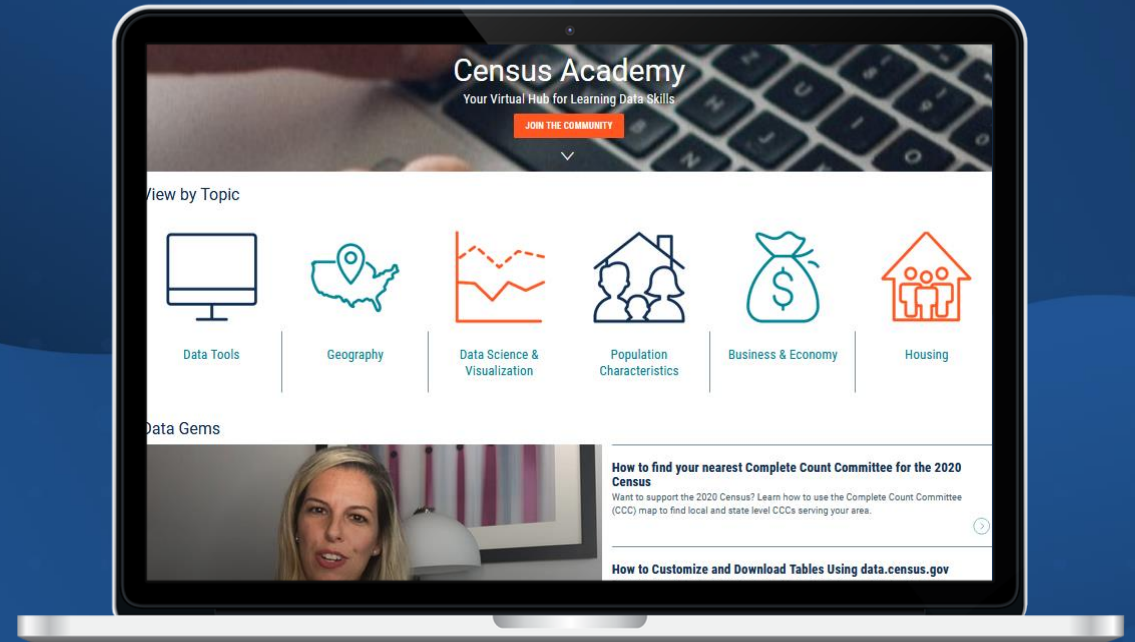 Census Academy
Your Virtual Hub for Learning Data Skills
JOIN THE COMMUNITY
View by Topic
Data Tools
Geography
Data Science &
Visualization
Population
Characteristics
Business & Economy
Housing
Data Gems
How to find your nearest Complete Count Committee for the 2020
Census
Want to support the 2020 Census? Learn how to use the Complete Count Committee
(CCC) map to find local and state level CCCs serving your area.
How to Customize and Download Tables Using data.census.gov